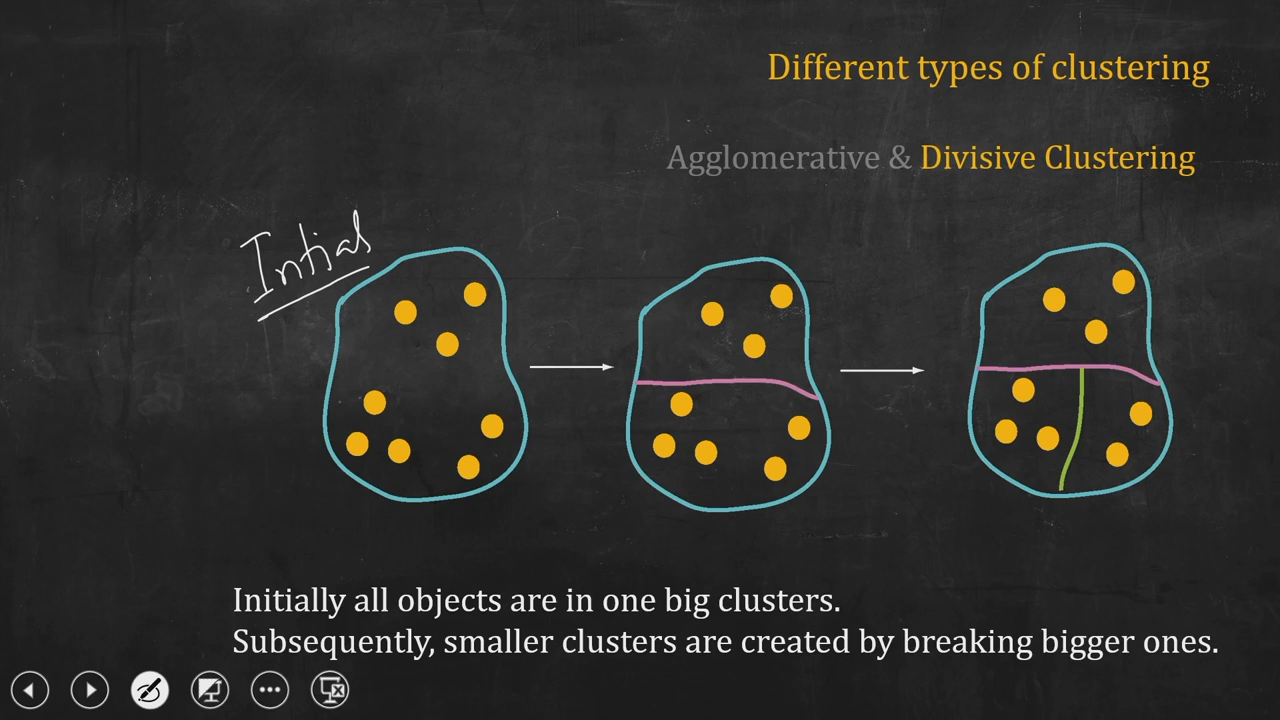 Different types of clustering
Agglomerative & Divisive Clustering
Intial
Initially all objects are in one big clusters.
Subsequently, smaller clusters are created by breaking bigger ones.